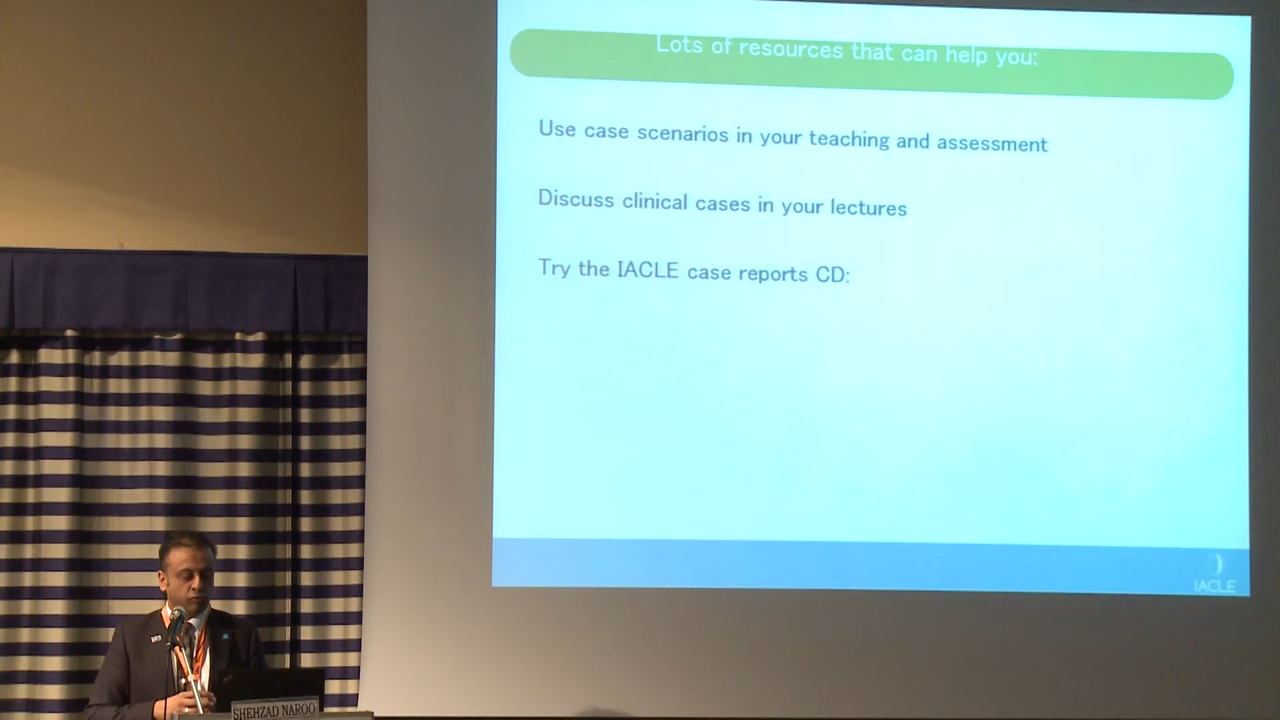 Lots of resources that can help you:
Use case scenarios in your teaching and assessment
Discuss clinical cases in your lectures
Try the IACLE case reports CD:
IACLE
SHEHZAD NAROO